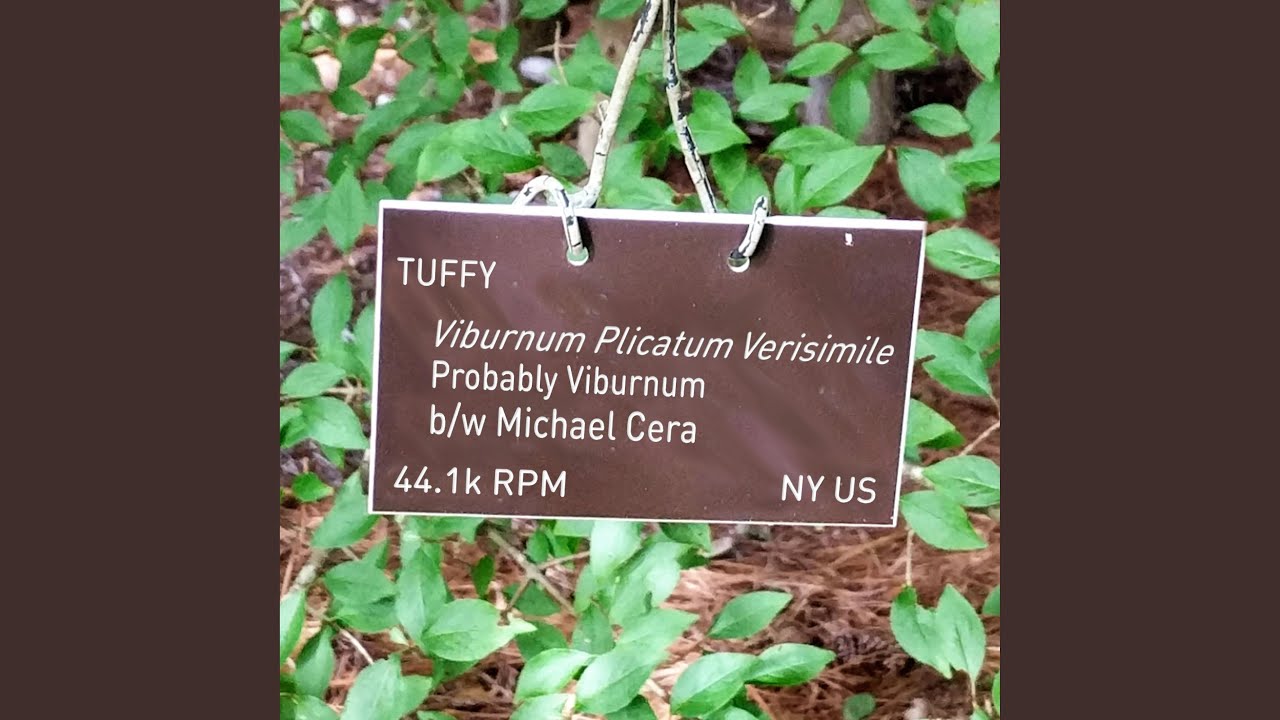 TUFFY
Viburnum Plicatum Verisimile
Probably Viburnum
b/w Michael Cera
44.1k RPM
NY US